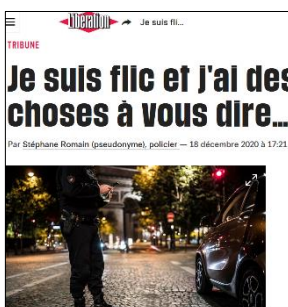 Libération
Je suis fli...
TRIBUNE
Je suis flic et j'ai des
choses à vous dire...
Par Stéphane Romain (pseudonyme), policier — 18 décembre 2020 à 17:21